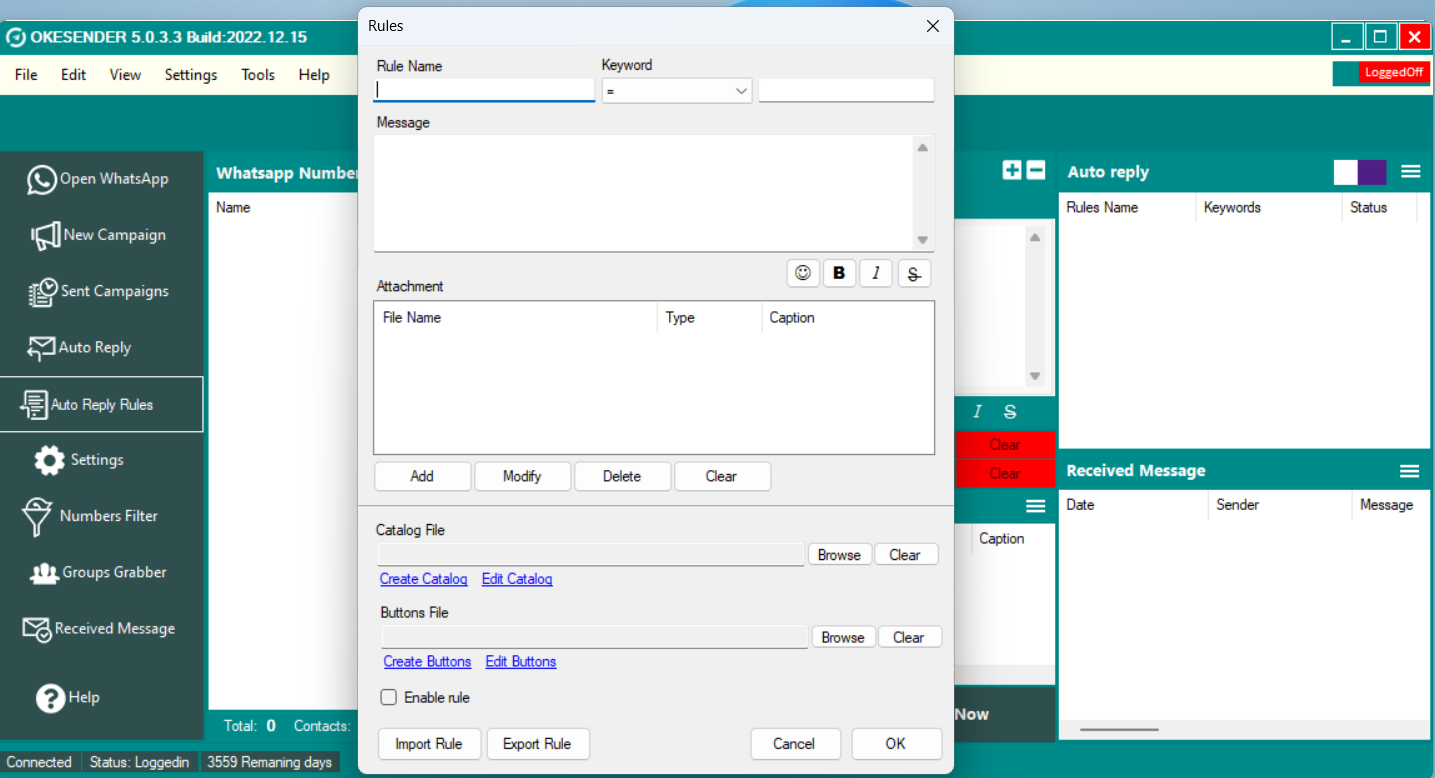 OKESENDER 5.0.3.3 Build:2022.12.15
File Edit View Settings Tools Help
LoggedOff
Open WhatsApp
New Campaign
Sent Campaigns
Auto Reply
Auto Reply Rules
Settings
Numbers Filter
Groups Grabber
Received Message
Help
Whatsapp Number
Name
Total: 0 Contacts:
Rules
Rule Name
Keyword
=
Message
B I S
Attachment
File Name Type Caption
Add Modify Delete Clear
Catalog File
Browse Clear
Create Catalog Edit Catalog
Buttons File
Browse Clear
Create Buttons Edit Buttons
Enable rule
Import Rule Export Rule Cancel OK
I S
Clear
Clear
Caption
Now
Auto reply
Rules Name Keywords Status
Received Message
Date Sender Message
Connected Status: Loggedin 3559 Remaning days